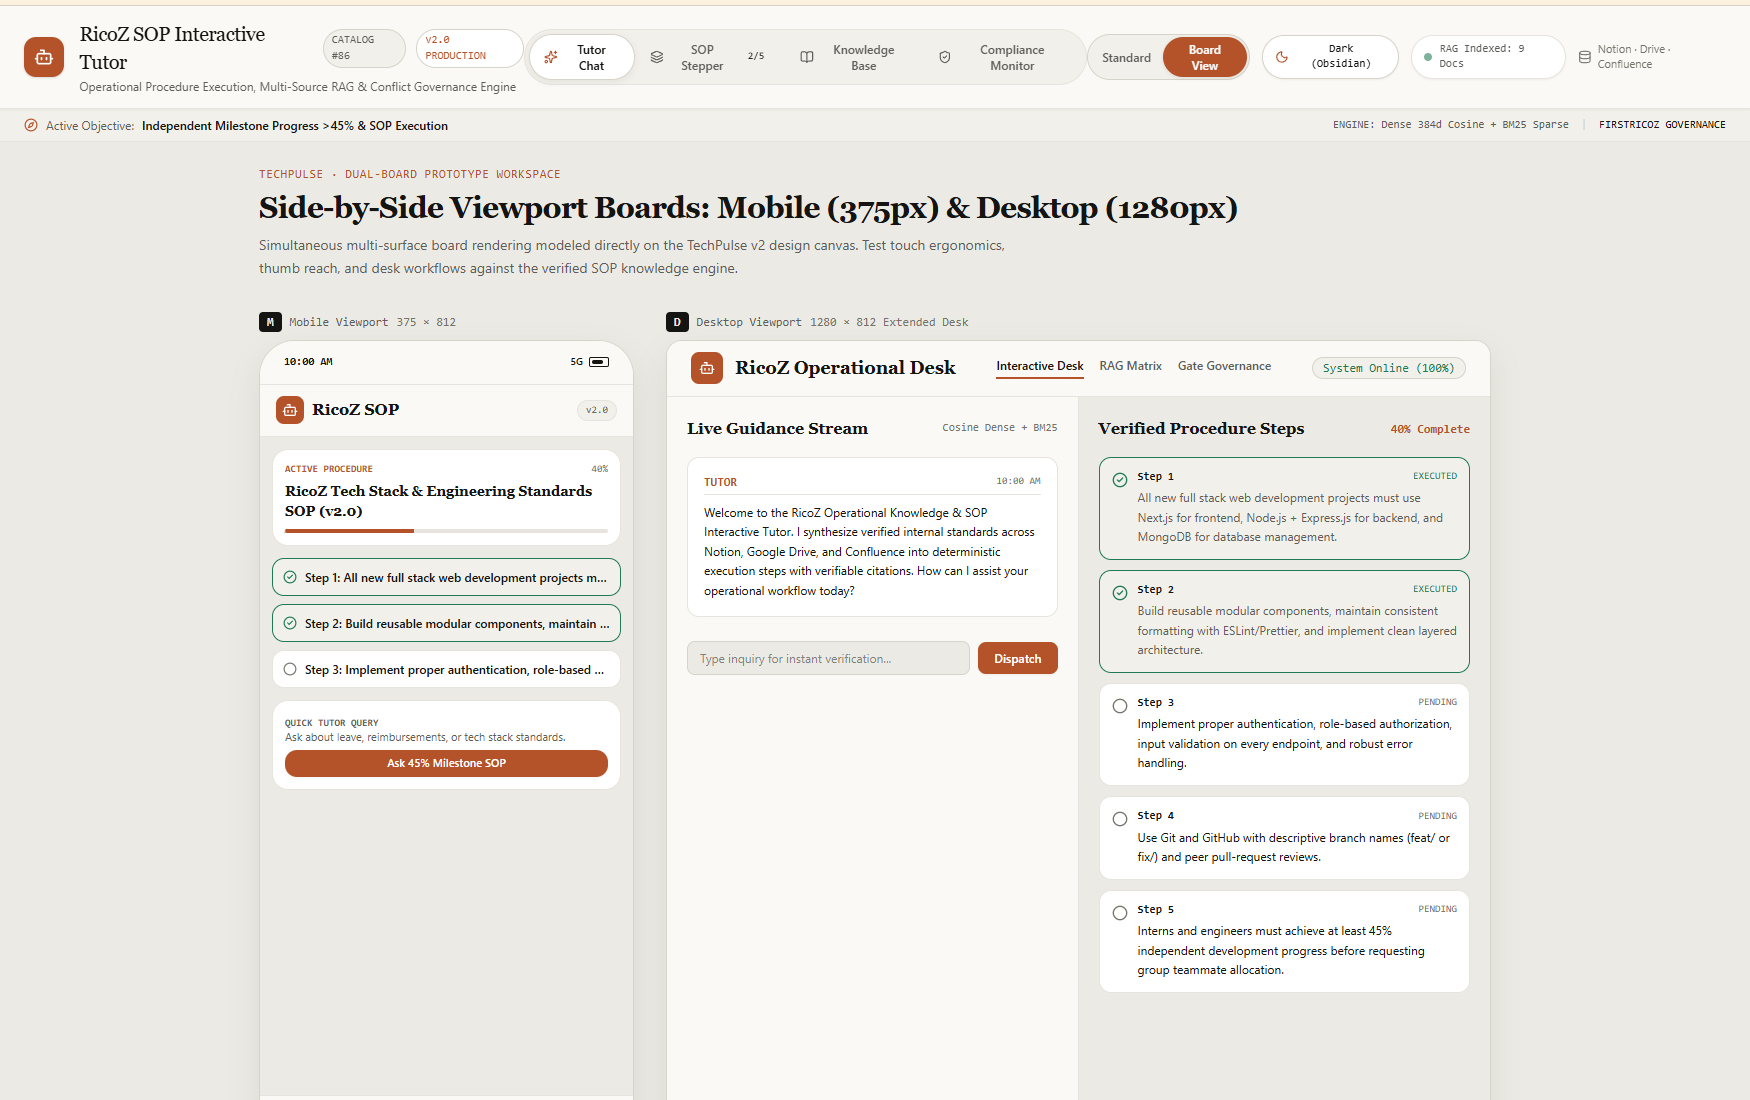 RicoZ SOP Interactive
Tutor
CATALOG
#86
v2.0
PRODUCTION
Operational Procedure Execution, Multi-Source RAG & Conflict Governance Engine
Tutor
Chat
SOP
Stepper
2/5
Knowledge
Base
Compliance
Monitor
Standard
Board
View
Dark
(Obsidian)
RAG Indexed: 9
Docs
Notion · Drive ·
Confluence
Active Objective: Independent Milestone Progress >45% & SOP Execution
ENGINE: Dense 384d Cosine + BM25 Sparse
FIRSTRICOZ GOVERNANCE
TECHPULSE · DUAL-BOARD PROTOTYPE WORKSPACE
Side-by-Side Viewport Boards: Mobile (375px) & Desktop (1280px)
Simultaneous multi-surface board rendering modeled directly on the TechPulse v2 design canvas. Test touch ergonomics,
thumb reach, and desk workflows against the verified SOP knowledge engine.
M Mobile Viewport 375 × 812
10:00 AM
5G
RicoZ SOP
v2.0
ACTIVE PROCEDURE
40%
RicoZ Tech Stack & Engineering Standards
SOP (v2.0)
Step 1: All new full stack web development projects m...
Step 2: Build reusable modular components, maintain ...
Step 3: Implement proper authentication, role-based ...
QUICK TUTOR QUERY
Ask about leave, reimbursements, or tech stack standards.
Ask 45% Milestone SOP
D Desktop Viewport 1280 × 812 Extended Desk
RicoZ Operational Desk
Interactive Desk
RAG Matrix
Gate Governance
System Online (100%)
Live Guidance Stream
Cosine Dense + BM25
TUTOR
10:00 AM
Welcome to the RicoZ Operational Knowledge & SOP
Interactive Tutor. I synthesize verified internal standards across
Notion, Google Drive, and Confluence into deterministic
execution steps with verifiable citations. How can I assist your
operational workflow today?
Type inquiry for instant verification...
Dispatch
Verified Procedure Steps
40% Complete
Step 1
EXECUTED
All new full stack web development projects must use
Next.js for frontend, Node.js + Express.js for backend, and
MongoDB for database management.
Step 2
EXECUTED
Build reusable modular components, maintain consistent
formatting with ESLint/Prettier, and implement clean layered
architecture.
Step 3
PENDING
Implement proper authentication, role-based authorization,
input validation on every endpoint, and robust error
handling.
Step 4
PENDING
Use Git and GitHub with descriptive branch names (feat/ or
fix/) and peer pull-request reviews.
Step 5
PENDING
Interns and engineers must achieve at least 45%
independent development progress before requesting
group teammate allocation.